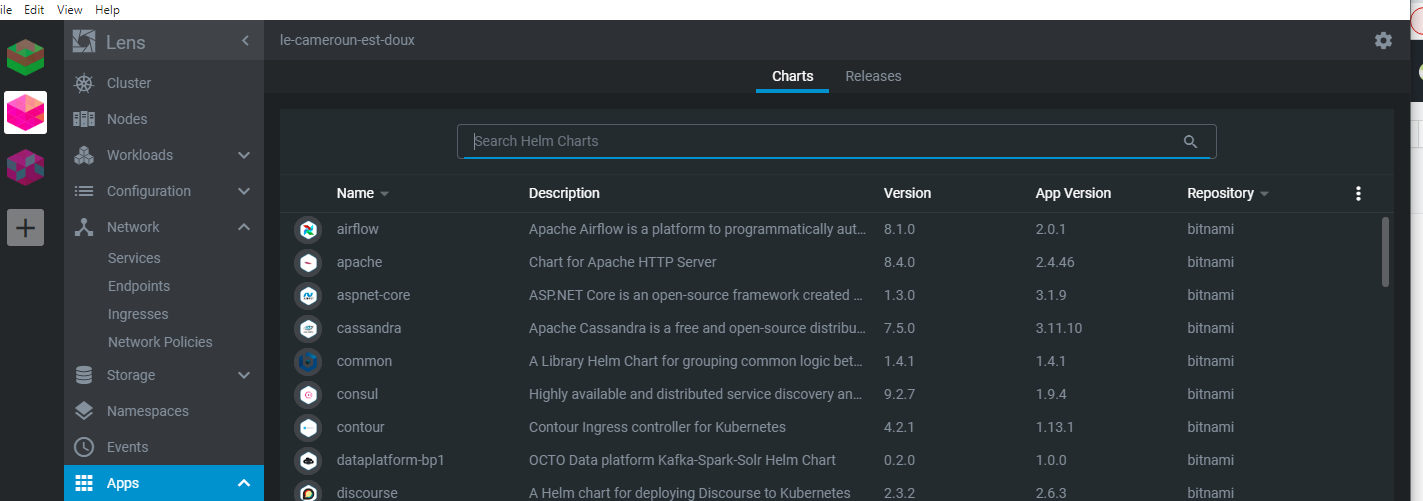 ile Edit View Help
Lens
le-cameroun-est-doux
Cluster
Nodes
Workloads
Configuration
Network
Services
Endpoints
Ingresses
Network Policies
Storage
Namespaces
Events
Apps
Charts Releases
Search Helm Charts
Name Description Version App Version Repository
airflow Apache Airflow is a platform to programmatically aut... 8.1.0 2.0.1 bitnami
apache Chart for Apache HTTP Server 8.4.0 2.4.46 bitnami
aspnet-core ASP.NET Core is an open-source framework created ... 1.3.0 3.1.9 bitnami
cassandra Apache Cassandra is a free and open-source distribu... 7.5.0 3.11.10 bitnami
common A Library Helm Chart for grouping common logic bet... 1.4.1 1.4.1 bitnami
consul Highly available and distributed service discovery an... 9.2.7 1.9.4 bitnami
contour Contour Ingress controller for Kubernetes 4.2.1 1.13.1 bitnami
dataplatform-bp1 OCTO Data platform Kafka-Spark-Solr Helm Chart 0.2.0 1.0.0 bitnami
discourse A Helm chart for deploying Discourse to Kubernetes 2.3.2 2.6.3 bitnami